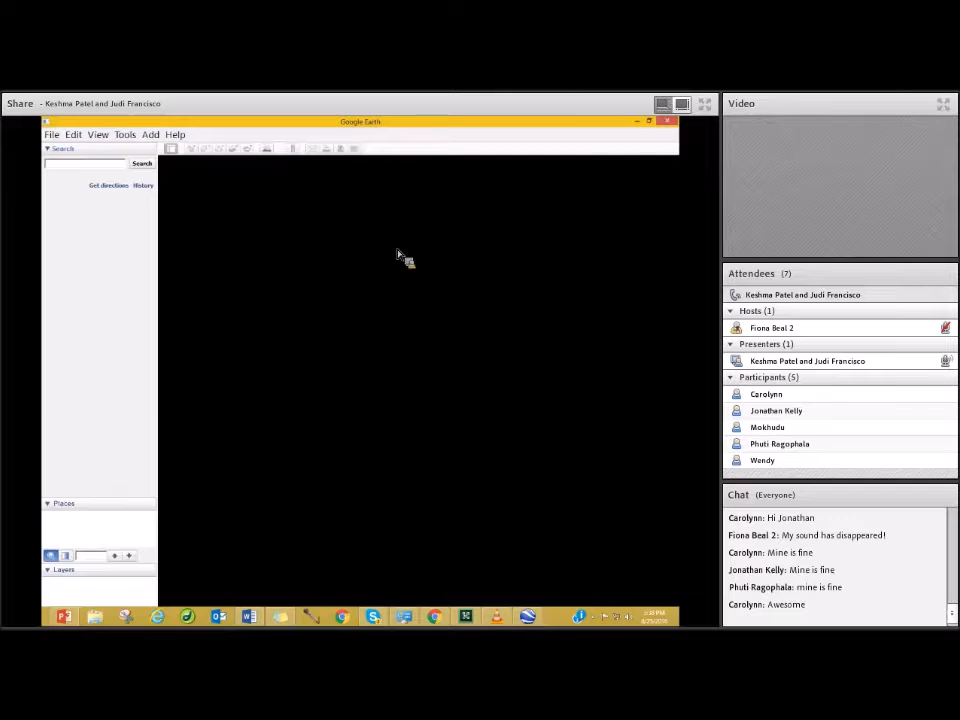 Share - Keshma Patel and Judi Francisco
Google Earth
File Edit View Tools Add Help
Search
Search
Get directions History
Places
Layers
Video
Attendees (7)
Keshma Patel and Judi Francisco
Hosts (1)
Fiona Beal 2
Presenters (1)
Keshma Patel and Judi Francisco
Participants (5)
Carolynn
Jonathan Kelly
Mokhudu
Phuti Ragophala
Wendy
Chat (Everyone)
Carolynn: Hi Jonathan
Fiona Beal 2: My sound has disappeared!
Carolynn: Mine is fine
Jonathan Kelly: Mine is fine
Phuti Ragophala: mine is fine
Carolynn: Awesome